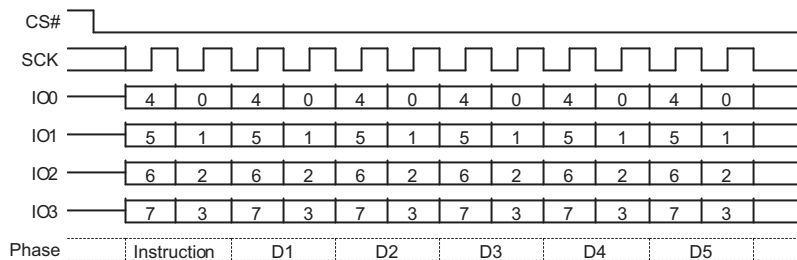 CS#
SCK
IO0 4 0 4 0 4 0 4 0 4 0 4 0
IO1 5 1 5 1 5 1 5 1 5 1 5 1
IO2 6 2 6 2 6 2 6 2 6 2 6 2
IO3 7 3 7 3 7 3 7 3 7 3 7 3
Phase Instruction D1 D2 D3 D4 D5